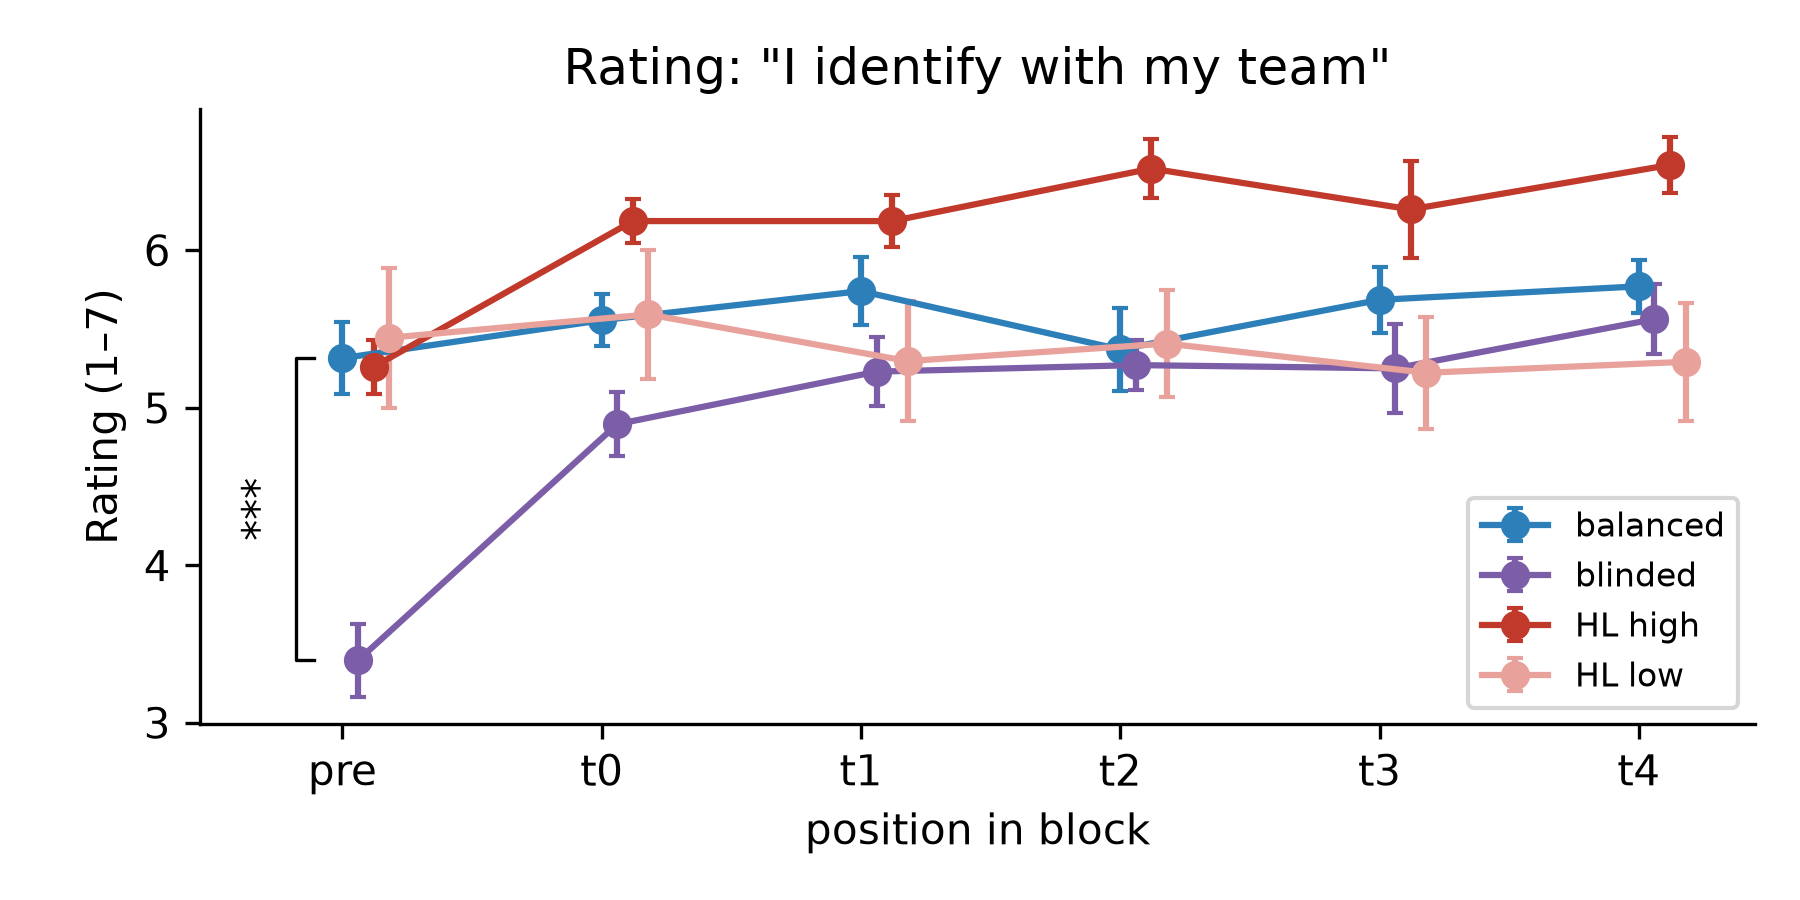 Rating: "I identify with my team"
Rating (1–7)
6
5
4
3
***
pre t0 t1 t2 t3 t4
position in block
balanced
blinded
HL high
HL low